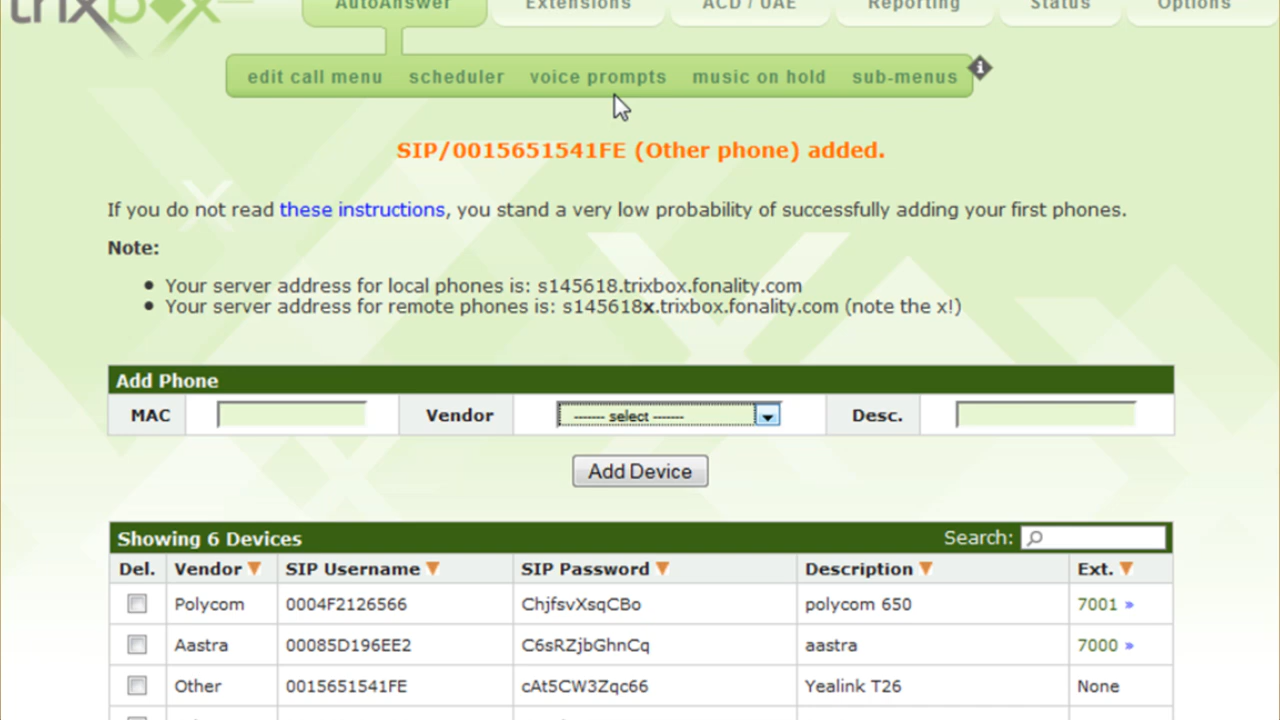 trixbox
AutoAnswer Extensions ACD / UAE Reporting Status Options
edit call menu scheduler voice prompts music on hold sub-menus
SIP/0015651541FE (Other phone) added.
If you do not read these instructions, you stand a very low probability of successfully adding your first phones.
Note:
Your server address for local phones is: s145618.trixbox.fonality.com
Your server address for remote phones is: s145618x.trixbox.fonality.com (note the x!)
Add Phone
MAC Vendor ------- select ------- Desc.
Add Device
Showing 6 Devices Search:
Del. Vendor SIP Username SIP Password Description Ext.
Polycom 0004F2126566 ChjfsvXsqCBo polycom 650 7001 »
Aastra 00085D196EE2 C6sRZjbGhnCq aastra 7000 »
Other 0015651541FE cAt5CW3Zqc66 Yealink T26 None